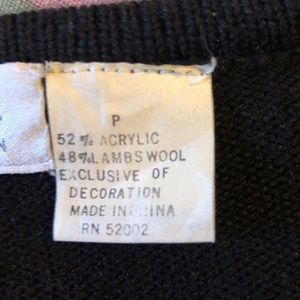 P
52% ACRYLIC
48% LAMBS WOOL
EXCLUSIVE OF
DECORATION
MADE IN CHINA
RN 52002
N